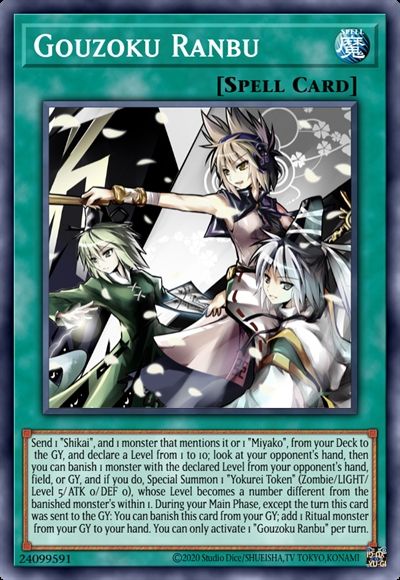 Gouzoku Ranbu
SPELL
魔
[Spell Card]
Send 1 "Shikai", and 1 monster that mentions it or 1 "Miyako", from your Deck to
the GY, and declare a Level from 1 to 10; look at your opponent's hand, then
you can banish 1 monster with the declared Level from your opponent's hand,
field, or GY, and if you do, Special Summon 1 "Yokurei Token" (Zombie/LIGHT/
Level 5/ATK 0/DEF 0), whose Level becomes a number different from the
banished monster's within 1. During your Main Phase, except the turn this card
was sent to the GY: You can banish this card from your GY; add 1 Ritual monster
from your GY to your hand. You can only activate 1 "Gouzoku Ranbu" per turn.
24099591
©2020 Studio Dice/SHUEISHA,TV TOKYO,KONAMI